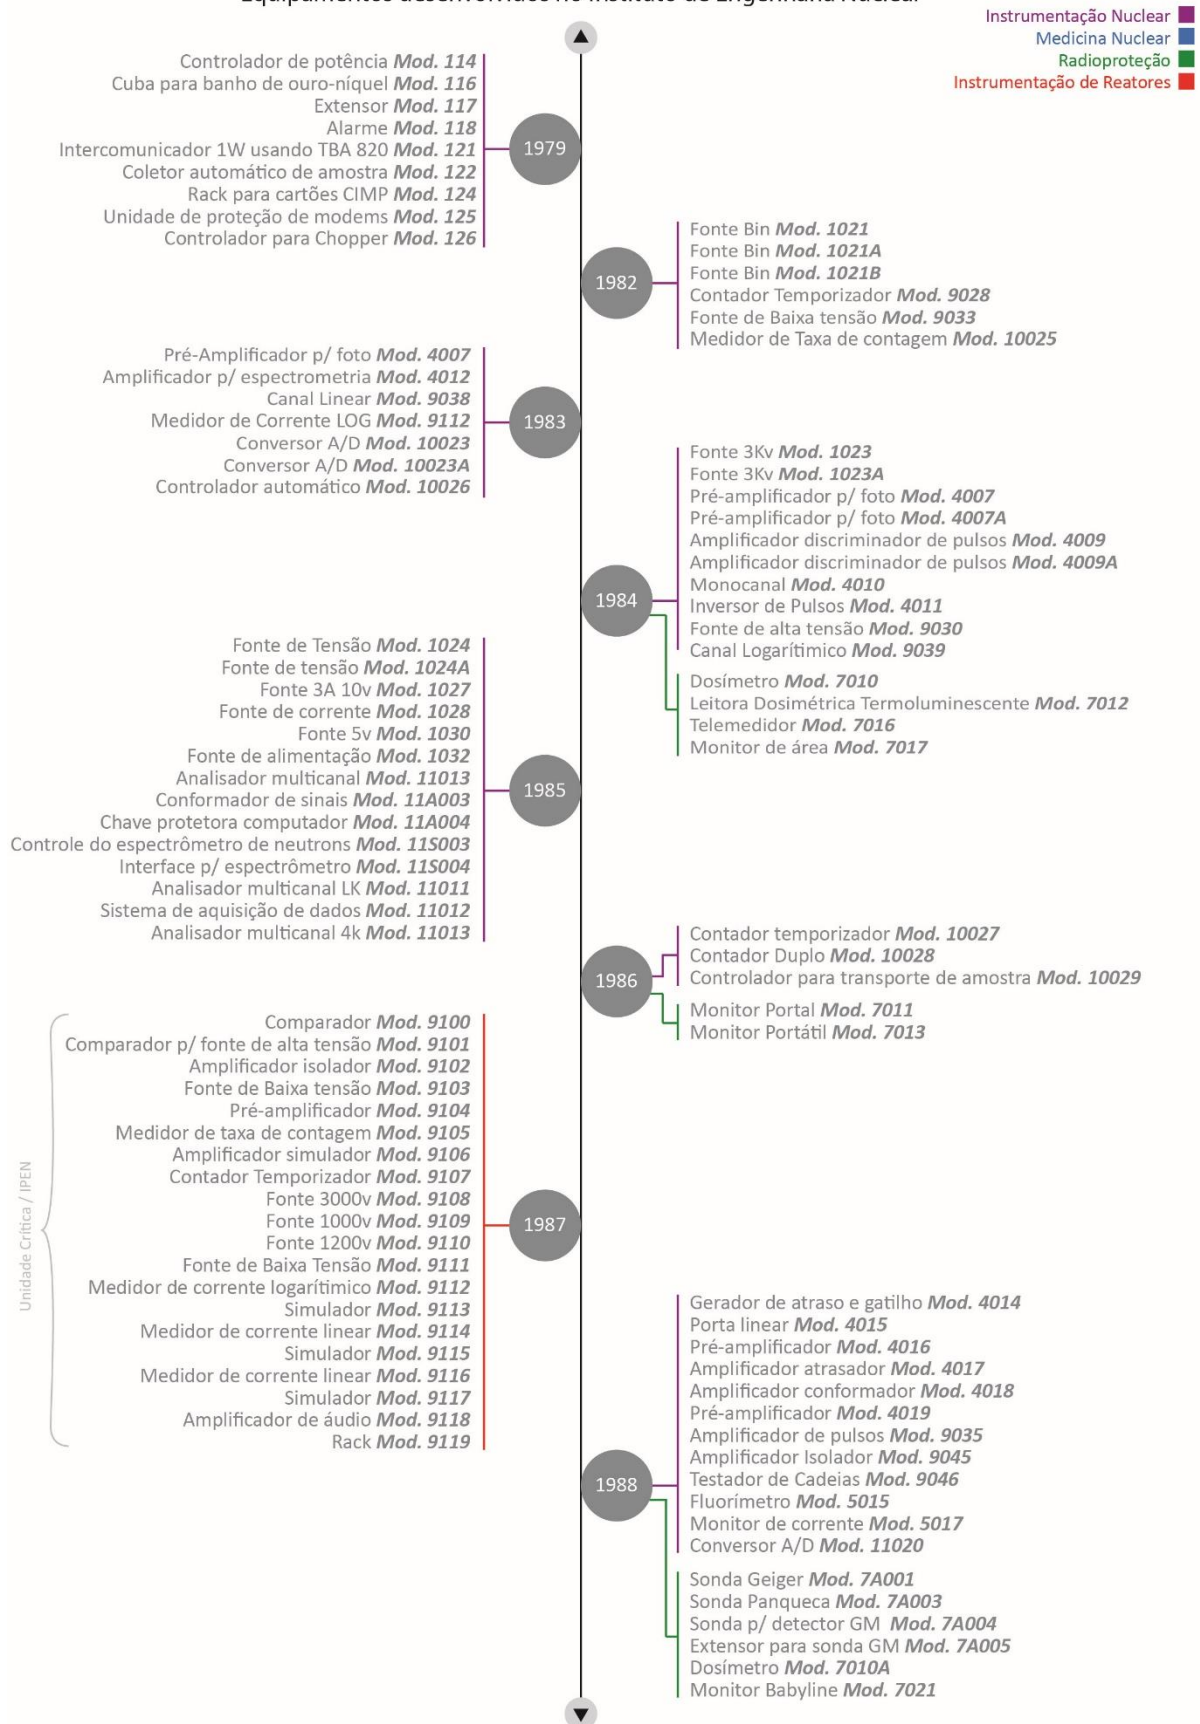 Equipamentos desenvolvidos no Instituto de Engenharia Nuclear
Instrumentação Nuclear
Medicina Nuclear
Radioproteção
Instrumentação de Reatores
Controlador de potência Mod. 114
Cuba para banho de ouro-níquel Mod. 116
Extensor Mod. 117
Alarme Mod. 118
Intercomunicador 1W usando TBA 820 Mod. 121
Coletor automático de amostra Mod. 122
Rack para cartões CIMP Mod. 124
Unidade de proteção de modems Mod. 125
Controlador para Chopper Mod. 126
1979
Fonte Bin Mod. 1021
Fonte Bin Mod. 1021A
Fonte Bin Mod. 1021B
Contador Temporizador Mod. 9028
Fonte de Baixa tensão Mod. 9033
Medidor de Taxa de contagem Mod. 10025
1982
Pré-Amplificador p/ foto Mod. 4007
Amplificador p/ espectrometria Mod. 4012
Canal Linear Mod. 9038
Medidor de Corrente LOG Mod. 9112
Conversor A/D Mod. 10023
Conversor A/D Mod. 10023A
Controlador automático Mod. 10026
1983
Fonte 3Kv Mod. 1023
Fonte 3Kv Mod. 1023A
Pré-amplificador p/ foto Mod. 4007
Pré-amplificador p/ foto Mod. 4007A
Amplificador discriminador de pulsos Mod. 4009
Amplificador discriminador de pulsos Mod. 4009A
Monocanal Mod. 4010
Inversor de Pulsos Mod. 4011
Fonte de alta tensão Mod. 9030
Canal Logarítimico Mod. 9039
1984
Dosímetro Mod. 7010
Leitora Dosimétrica Termoluminescente Mod. 7012
Telemedidor Mod. 7016
Monitor de área Mod. 7017
Fonte de Tensão Mod. 1024
Fonte de tensão Mod. 1024A
Fonte 3A 10v Mod. 1027
Fonte de corrente Mod. 1028
Fonte 5v Mod. 1030
Fonte de alimentação Mod. 1032
Analisador multicanal Mod. 11013
Conformador de sinais Mod. 11A003
Chave protetora computador Mod. 11A004
Controle do espectrômetro de neutrons Mod. 11S003
Interface p/ espectrômetro Mod. 11S004
Analisador multicanal LK Mod. 11011
Sistema de aquisição de dados Mod. 11012
Analisador multicanal 4k Mod. 11013
1985
Contador temporizador Mod. 10027
Contador Duplo Mod. 10028
Controlador para transporte de amostra Mod. 10029
1986
Monitor Portal Mod. 7011
Monitor Portátil Mod. 7013
Unidade Crítica / IPEN
Comparador Mod. 9100
Comparador p/ fonte de alta tensão Mod. 9101
Amplificador isolador Mod. 9102
Fonte de Baixa tensão Mod. 9103
Pré-amplificador Mod. 9104
Medidor de taxa de contagem Mod. 9105
Amplificador simulador Mod. 9106
Contador Temporizador Mod. 9107
Fonte 3000v Mod. 9108
Fonte 1000v Mod. 9109
Fonte 1200v Mod. 9110
Fonte de Baixa Tensão Mod. 9111
Medidor de corrente logarítimico Mod. 9112
Simulador Mod. 9113
Medidor de corrente linear Mod. 9114
Simulador Mod. 9115
Medidor de corrente linear Mod. 9116
Simulador Mod. 9117
Amplificador de áudio Mod. 9118
Rack Mod. 9119
1987
Gerador de atraso e gatilho Mod. 4014
Porta linear Mod. 4015
Pré-amplificador Mod. 4016
Amplificador atrasador Mod. 4017
Amplificador conformador Mod. 4018
Pré-amplificador Mod. 4019
Amplificador de pulsos Mod. 9035
Amplificador Isolador Mod. 9045
Testador de Cadeias Mod. 9046
Fluorímetro Mod. 5015
Monitor de corrente Mod. 5017
Conversor A/D Mod. 11020
1988
Sonda Geiger Mod. 7A001
Sonda Panqueca Mod. 7A003
Sonda p/ detector GM Mod. 7A004
Extensor para sonda GM Mod. 7A005
Dosímetro Mod. 7010A
Monitor Babyline Mod. 7021